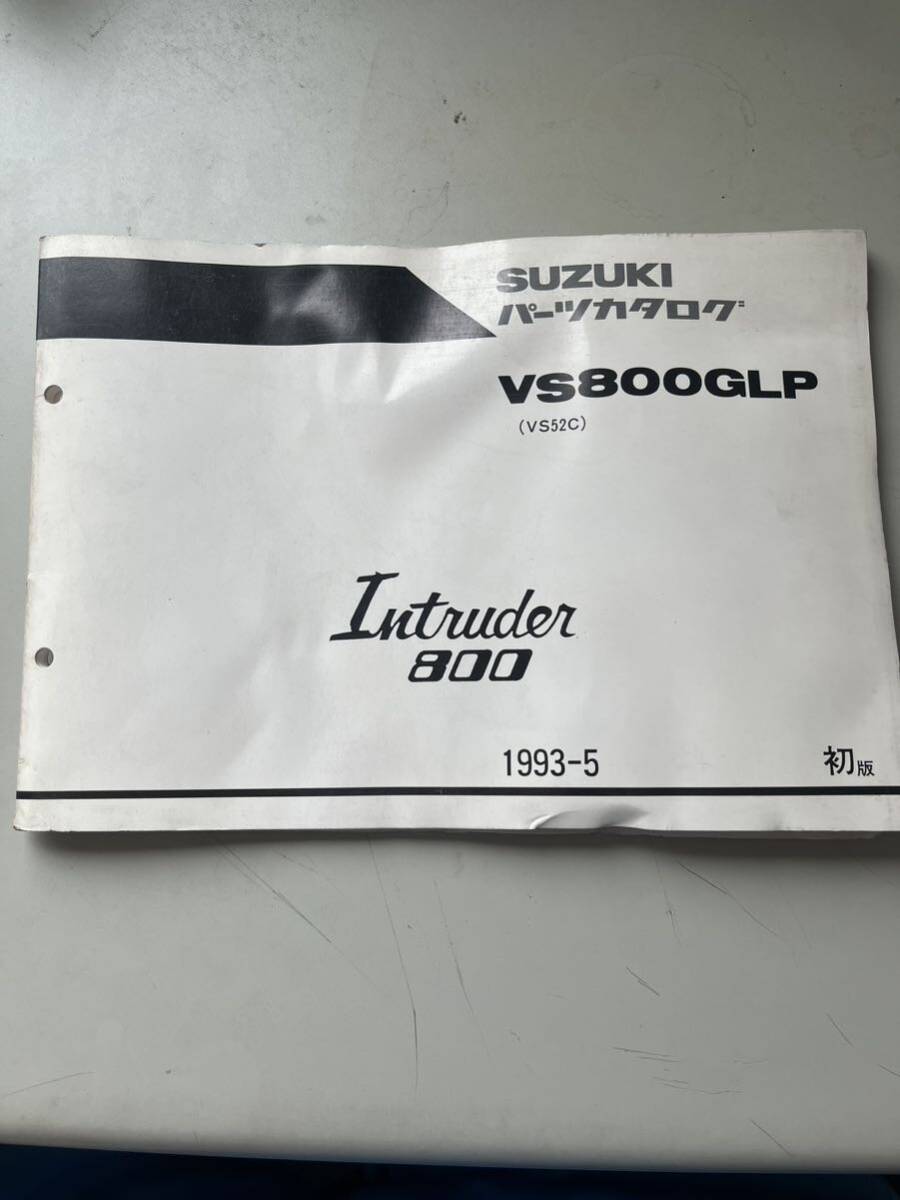 SUZUKI
パーツカタログ
VS800GLP
(VS52C)
Intruder
800
1993-5 初版